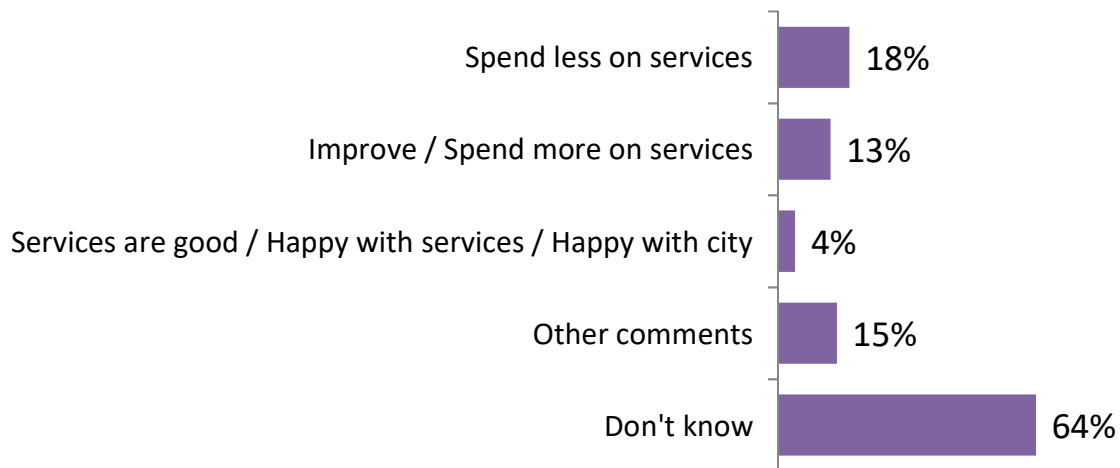 Spend less on services 18%
Improve / Spend more on services 13%
Services are good / Happy with services / Happy with city 4%
Other comments 15%
Don't know 64%